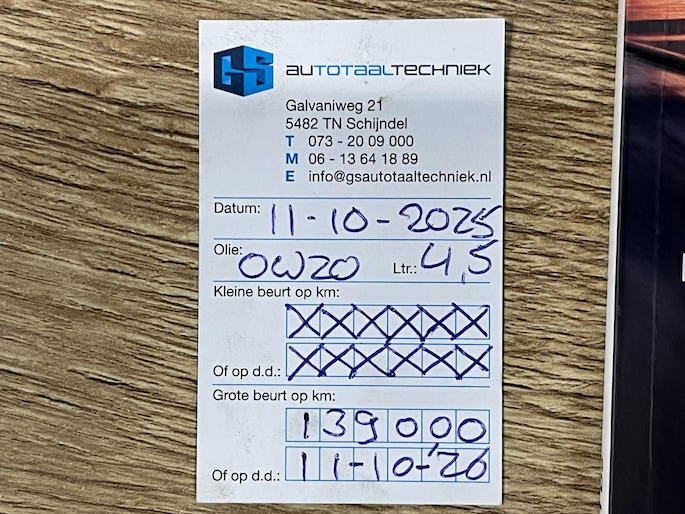 GS AUTOTAALTECHNIEK
Galvaniweg 21
5482 TN Schijndel
T 073 - 20 09 000
M 06 - 13 64 18 89
E info@gsautotaaltechniek.nl
Datum: 11-10-2025
Olie: 0W20 Ltr.: 4,5
Kleine beurt op km:
XXXXXX
Of op d.d.: XXXXXX
Grote beurt op km:
139000
Of op d.d.: 11-10-'26